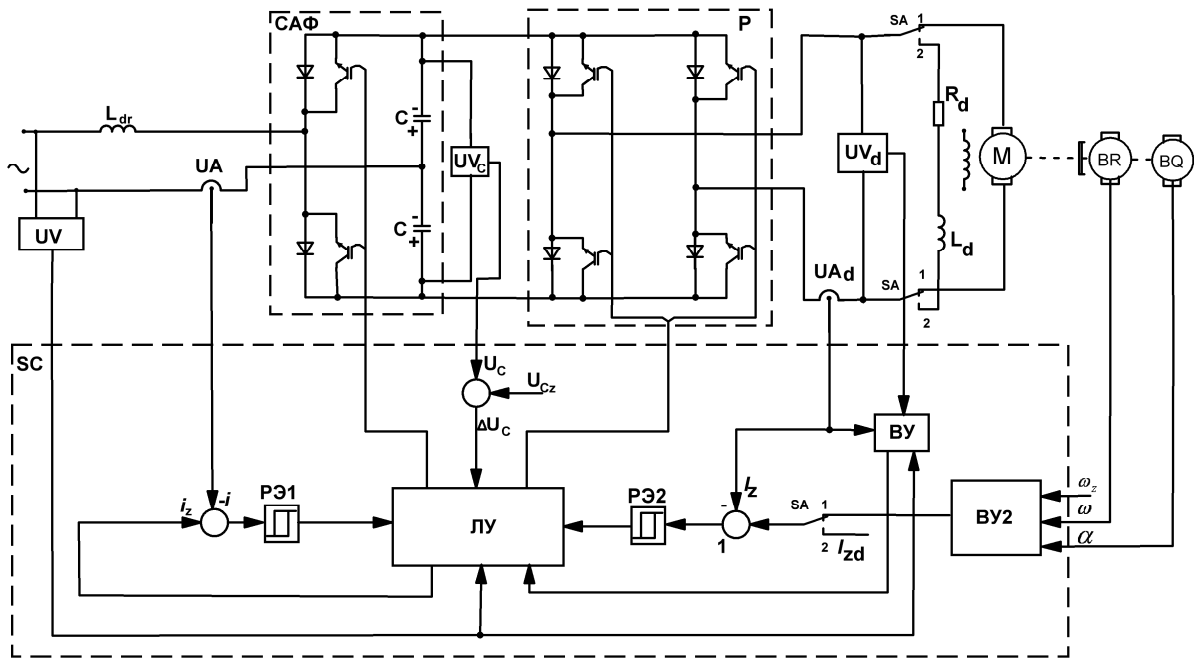 САФ
Р
L dr
C - +
C - +
UV C
UA
UV
SA 1
2
R d
UV d
M
BR
BQ
L d
UA d
SA 1
2
SC
U C
U Cz
ΔU C
ВУ
i z
-i
РЭ1
ЛУ
РЭ2
I z
-
1
SA 1
2
I zd
ВУ2
ω z
ω
α